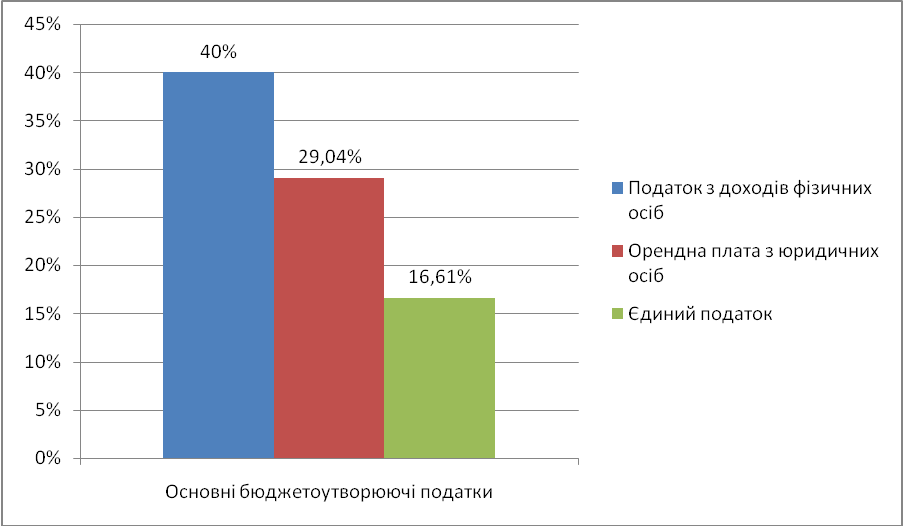 45%
40%
35%
30%
25%
20%
15%
10%
5%
0%
40%
29,04%
16,61%
Основні бюджетоутворюючі податки
Податок з доходів фізичних
осіб
Орендна плата з юридичних
осіб
Єдиний податок